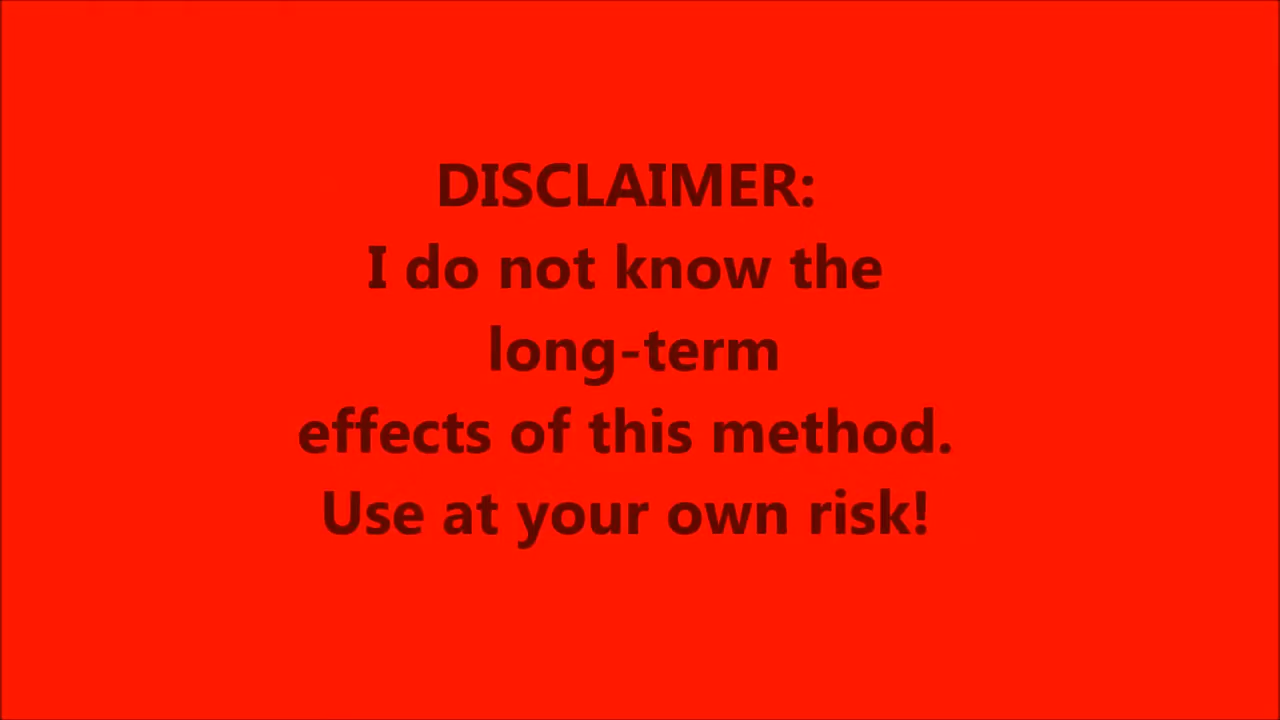 DISCLAIMER:
I do not know the
long-term
effects of this method.
Use at your own risk!